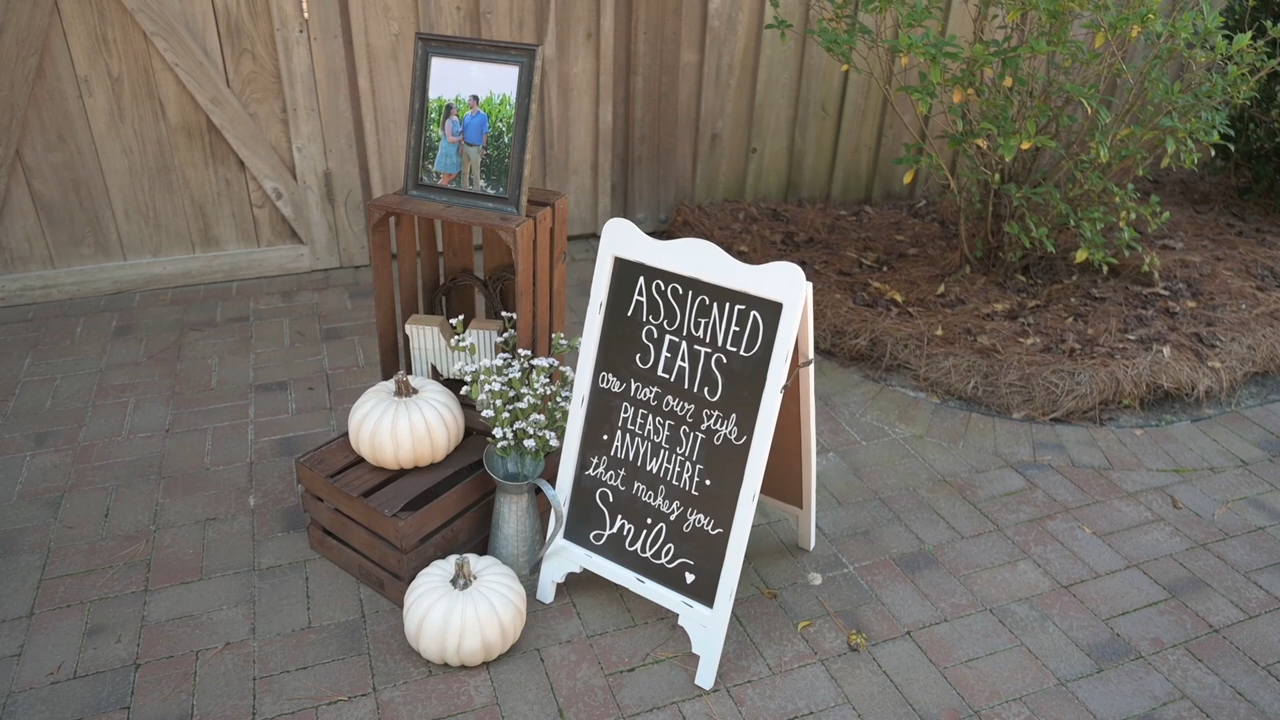 ASSIGNED
SEATS
are not our style
PLEASE SIT
•ANYWHERE•
that makes you
Smile